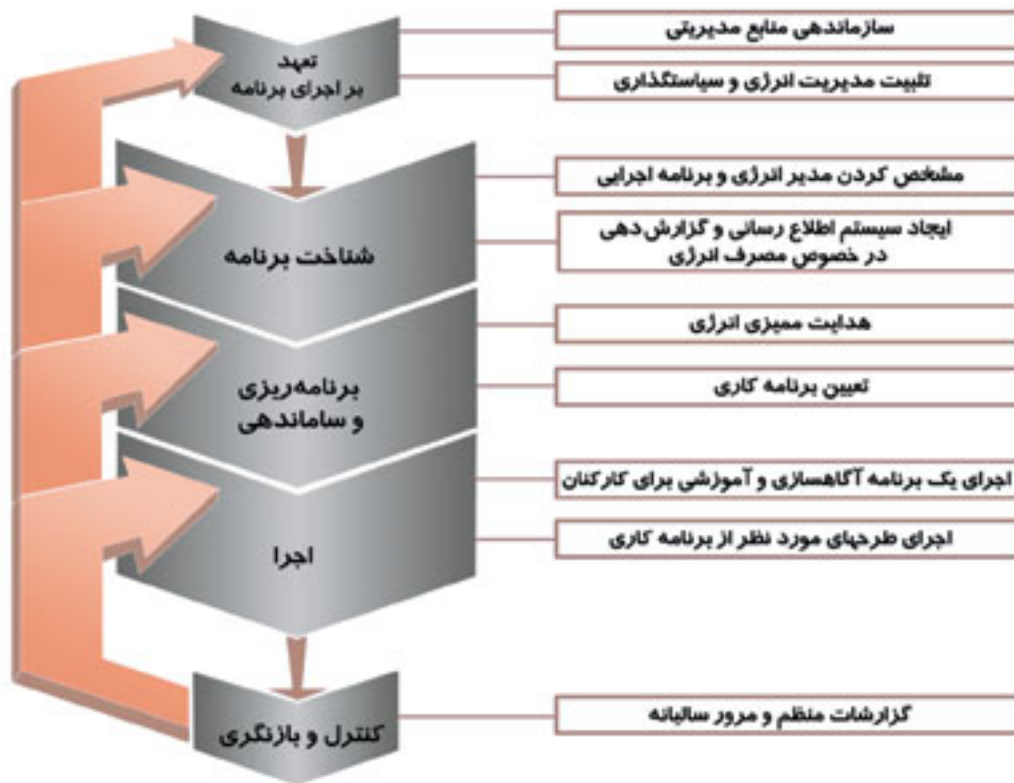 تعهد
بر اجرای برنامه
سازماندهی منابع مدیریتی
تثبیت مدیریت انرژی و سیاستگذاری
شناخت برنامه
مشخص کردن مدیر انرژی و برنامه اجرایی
ایجاد سیستم اطلاع رسانی و گزارش‌دهی
در خصوص مصرف انرژی
برنامه‌ریزی
و ساماندهی
هدایت ممیزی انرژی
تعیین برنامه کاری
اجرا
اجرای یک برنامه آگاهسازی و آموزشی برای کارکنان
اجرای طرحهای مورد نظر از برنامه کاری
کنترل و بازنگری
گزارشات منظم و مرور سالیانه